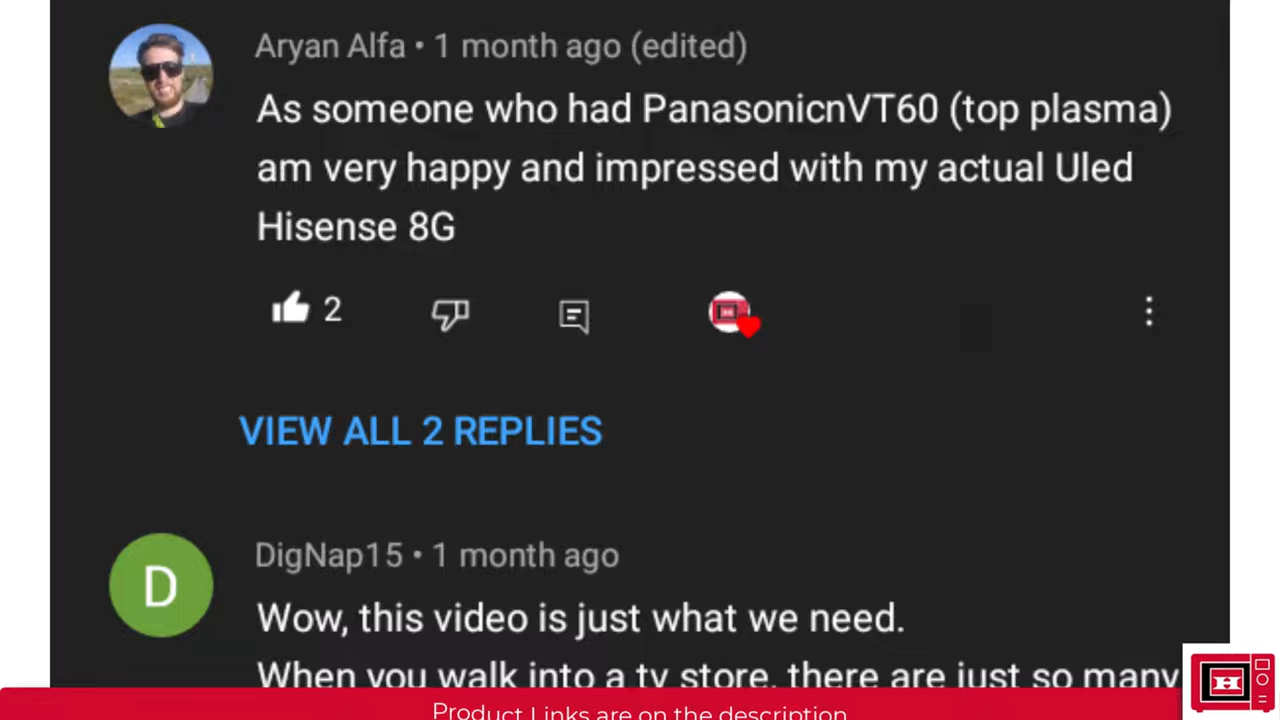 Aryan Alfa • 1 month ago (edited)
As someone who had PanasonicnVT60 (top plasma)
am very happy and impressed with my actual Uled
Hisense 8G
2
VIEW ALL 2 REPLIES
D
DigNap15 • 1 month ago
Wow, this video is just what we need.
When you walk into a tv store, there are just so many
Product Links are on the description
H